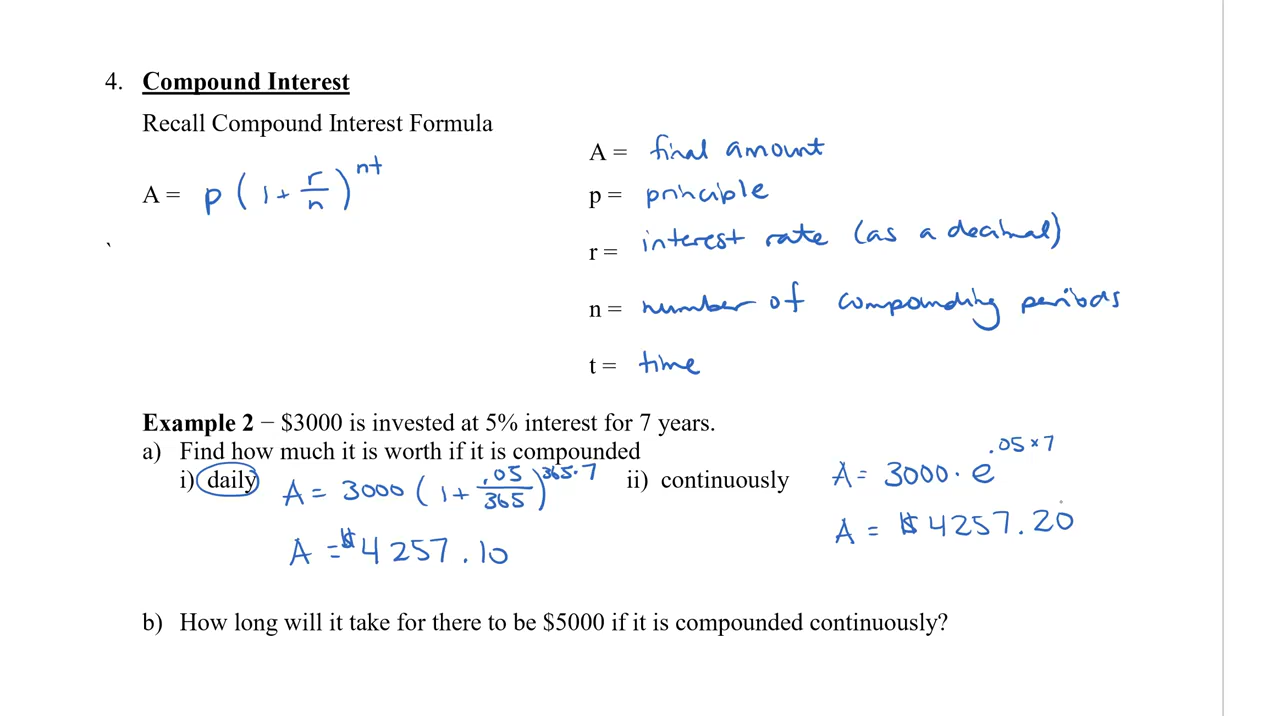 4. Compound Interest
Recall Compound Interest Formula
A = p(1 + r/n)^nt
A = final amount
p = principle
r = interest rate (as a decimal)
n = number of compounding periods
t = time
Example 2 − $3000 is invested at 5% interest for 7 years.
a) Find how much it is worth if it is compounded
i) daily A = 3000(1 + .05/365)^365·7
A = $4257.10
ii) continuously A = 3000·e^.05×7
A = $4257.20
b) How long will it take for there to be $5000 if it is compounded continuously?